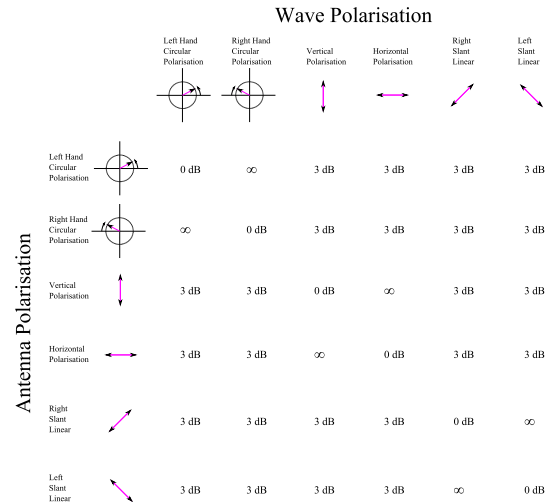 Wave Polarisation
Left Hand Circular Polarisation
Right Hand Circular Polarisation
Vertical Polarisation
Horizontal Polarisation
Right Slant Linear
Left Slant Linear
Antenna Polarisation
Left Hand Circular Polarisation
0 dB ∞ 3 dB 3 dB 3 dB 3 dB
Right Hand Circular Polarisation
∞ 0 dB 3 dB 3 dB 3 dB 3 dB
Vertical Polarisation
3 dB 3 dB 0 dB ∞ 3 dB 3 dB
Horizontal Polarisation
3 dB 3 dB ∞ 0 dB 3 dB 3 dB
Right Slant Linear
3 dB 3 dB 3 dB 3 dB 0 dB ∞
Left Slant Linear
3 dB 3 dB 3 dB 3 dB ∞ 0 dB